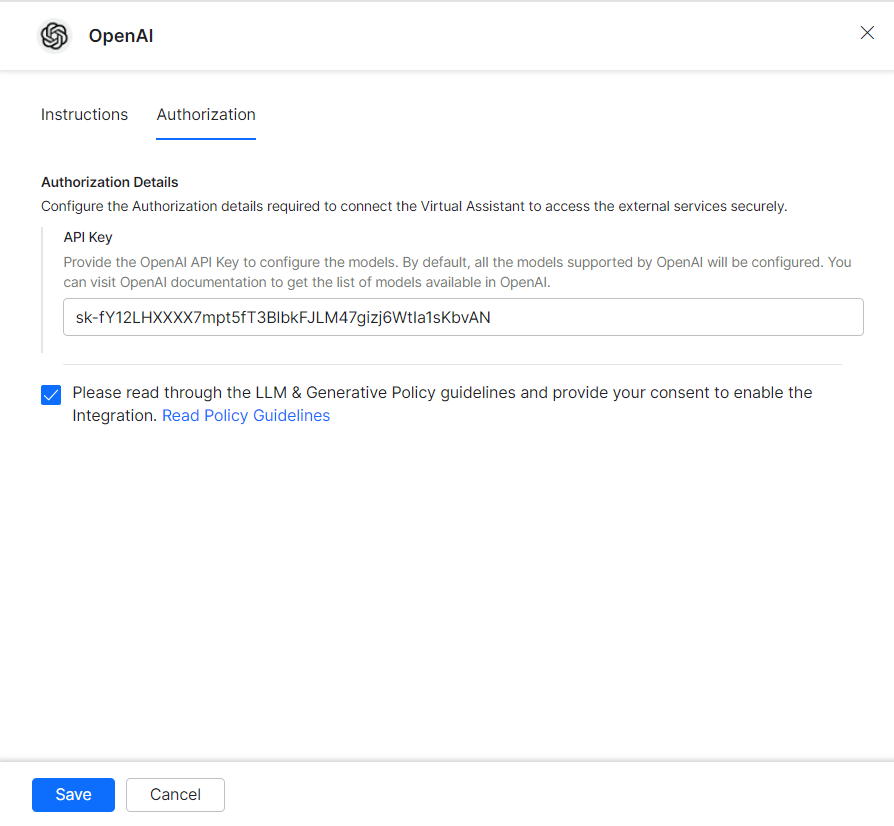 OpenAI
Instructions Authorization
Authorization Details
Configure the Authorization details required to connect the Virtual Assistant to access the external services securely.
API Key
Provide the OpenAI API Key to configure the models. By default, all the models supported by OpenAI will be configured. You
can visit OpenAI documentation to get the list of models available in OpenAI.
sk-fY12LHXXXX7mpt5fT3BlbkFJLM47gizj6WtIa1sKbvAN
Please read through the LLM & Generative Policy guidelines and provide your consent to enable the
Integration. Read Policy Guidelines
Save Cancel